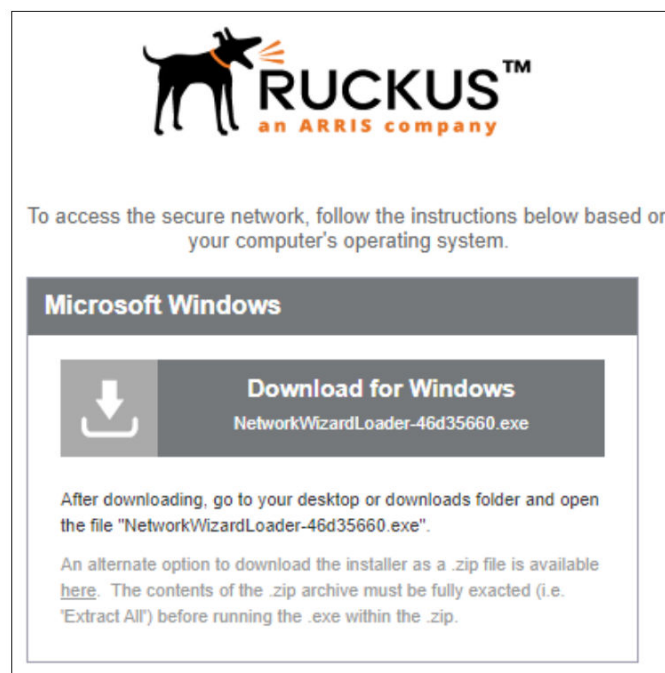 RUCKUS™
an ARRIS company
To access the secure network, follow the instructions below based on
your computer's operating system.
Microsoft Windows
Download for Windows
NetworkWizardLoader-46d35660.exe
After downloading, go to your desktop or downloads folder and open
the file "NetworkWizardLoader-46d35660.exe".
An alternate option to download the installer as a .zip file is available
here. The contents of the .zip archive must be fully exacted (i.e.
'Extract All') before running the .exe within the .zip.